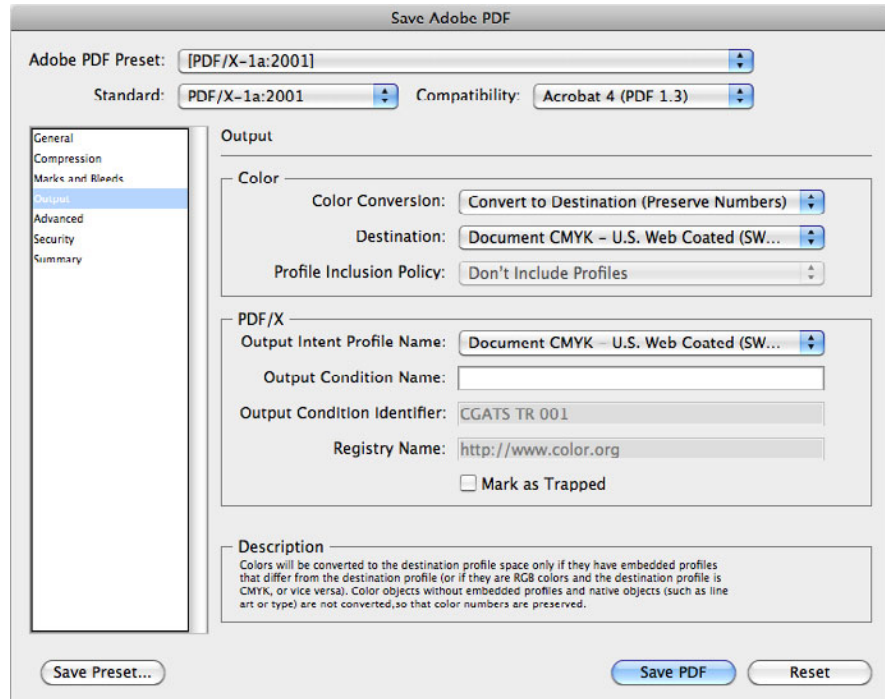 Save Adobe PDF
Adobe PDF Preset: [PDF/X-1a:2001]
Standard: PDF/X-1a:2001 Compatibility: Acrobat 4 (PDF 1.3)
General
Compression
Marks and Bleeds
Output
Advanced
Security
Summary
Output
Color
Color Conversion: Convert to Destination (Preserve Numbers)
Destination: Document CMYK – U.S. Web Coated (SW...
Profile Inclusion Policy: Don't Include Profiles
PDF/X
Output Intent Profile Name: Document CMYK – U.S. Web Coated (SW...
Output Condition Name:
Output Condition Identifier: CGATS TR 001
Registry Name: http://www.color.org
Mark as Trapped
Description
Colors will be converted to the destination profile space only if they have embedded profiles
that differ from the destination profile (or if they are RGB colors and the destination profile is
CMYK, or vice versa). Color objects without embedded profiles and native objects (such as line
art or type) are not converted,so that color numbers are preserved.
Save Preset... Save PDF Reset